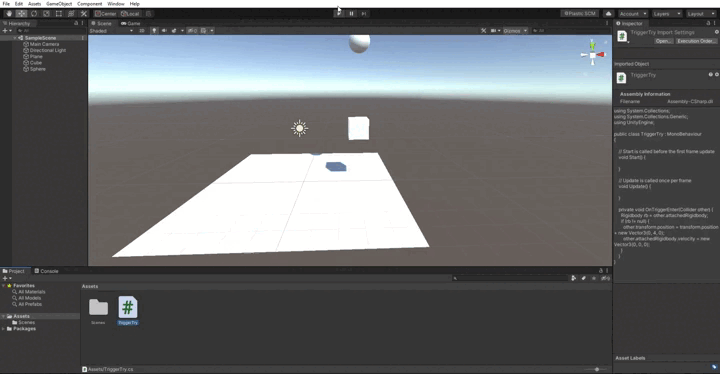 File Edit Assets GameObject Component Window Help
Center Local
Plastic SCM Account Layers Layout
Hierarchy
Scene Game
Inspector
All
Shaded 2D Gizmos All
TriggerTry Import Settings
SampleScene
Main Camera
Directional Light
Plane
Cube
Sphere
Open... Execution Order...
Imported Object
TriggerTry
Assembly Information
Filename Assembly-CSharp.dll
using System.Collections;
using System.Collections.Generic;
using UnityEngine;
public class TriggerTry : MonoBehaviour
{
// Start is called before the first frame update
void Start() {
}
// Update is called once per frame
void Update() {
}
private void OnTriggerEnter(Collider other) {
Rigidbody rb = other.attachedRigidbody;
if (rb != null) {
other.transform.position = transform.position
+ new Vector3(0, 4, 0);
other.attachedRigidbody.velocity = new
Vector3(0, 0, 0);
}
}
}
Project Console
Favorites
All Materials
All Models
All Prefabs
Assets
Scenes
Packages
Assets
Scenes
TriggerTry
Assets/TriggerTry.cs
Asset Labels